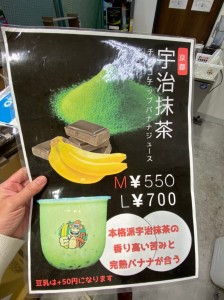 京都
宇治抹茶
チョコチップバナナジュース
M¥550
L¥700
本格派宇治抹茶の
香り高い苦みと
完熟バナナが合う
豆乳は+50円になります